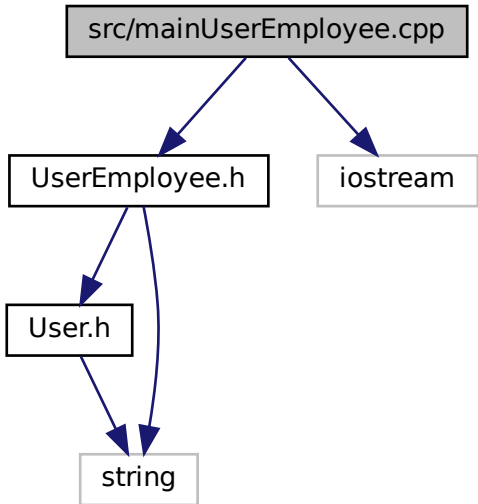 src/mainUserEmployee.cpp
UserEmployee.h
iostream
User.h
string